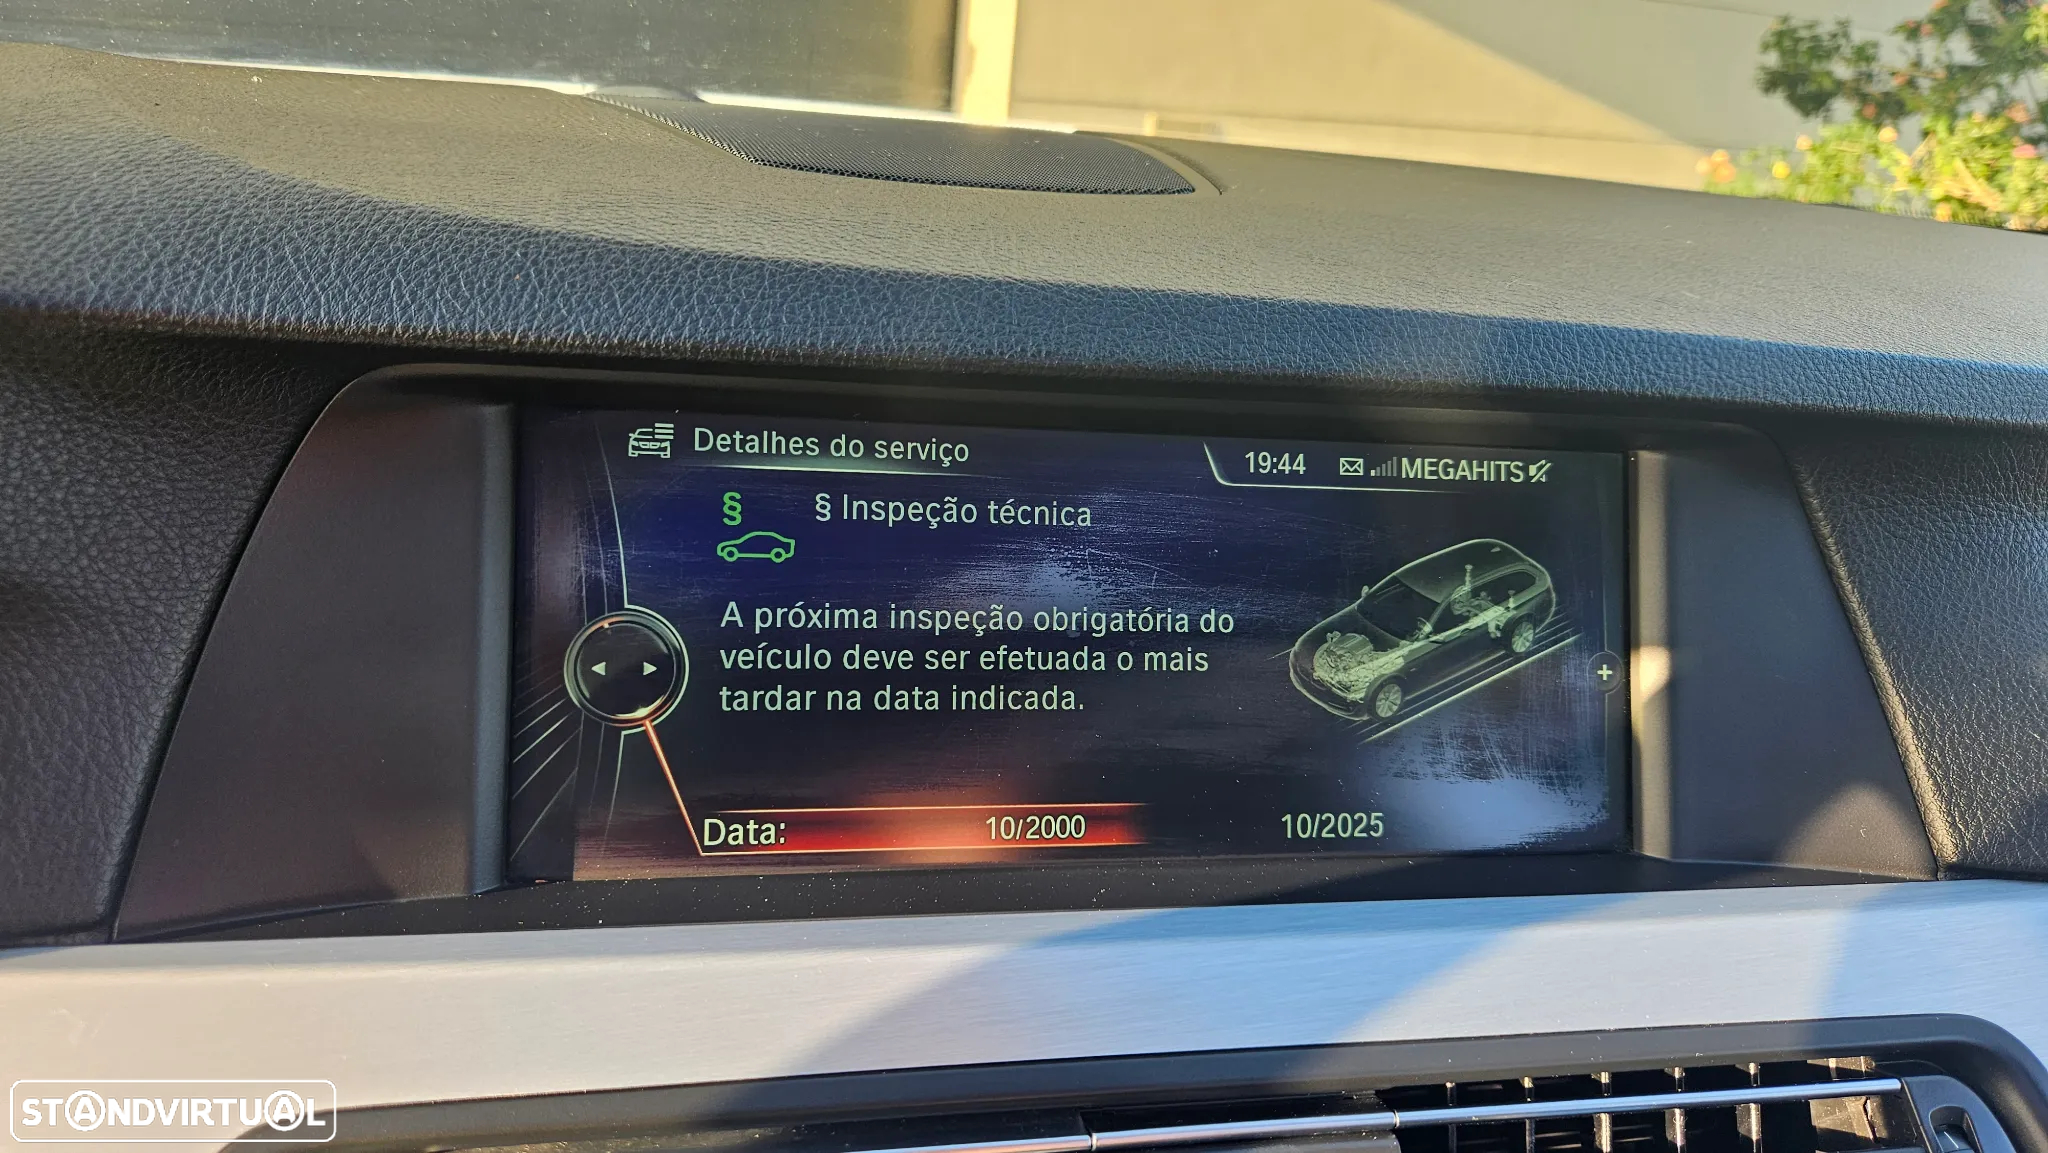 Detalhes do serviço
19:44 MEGAHITS
§
§ Inspeção técnica
A próxima inspeção obrigatória do
veículo deve ser efetuada o mais
tardar na data indicada.
+
Data: 10/2000 10/2025
STANDVIRTUAL